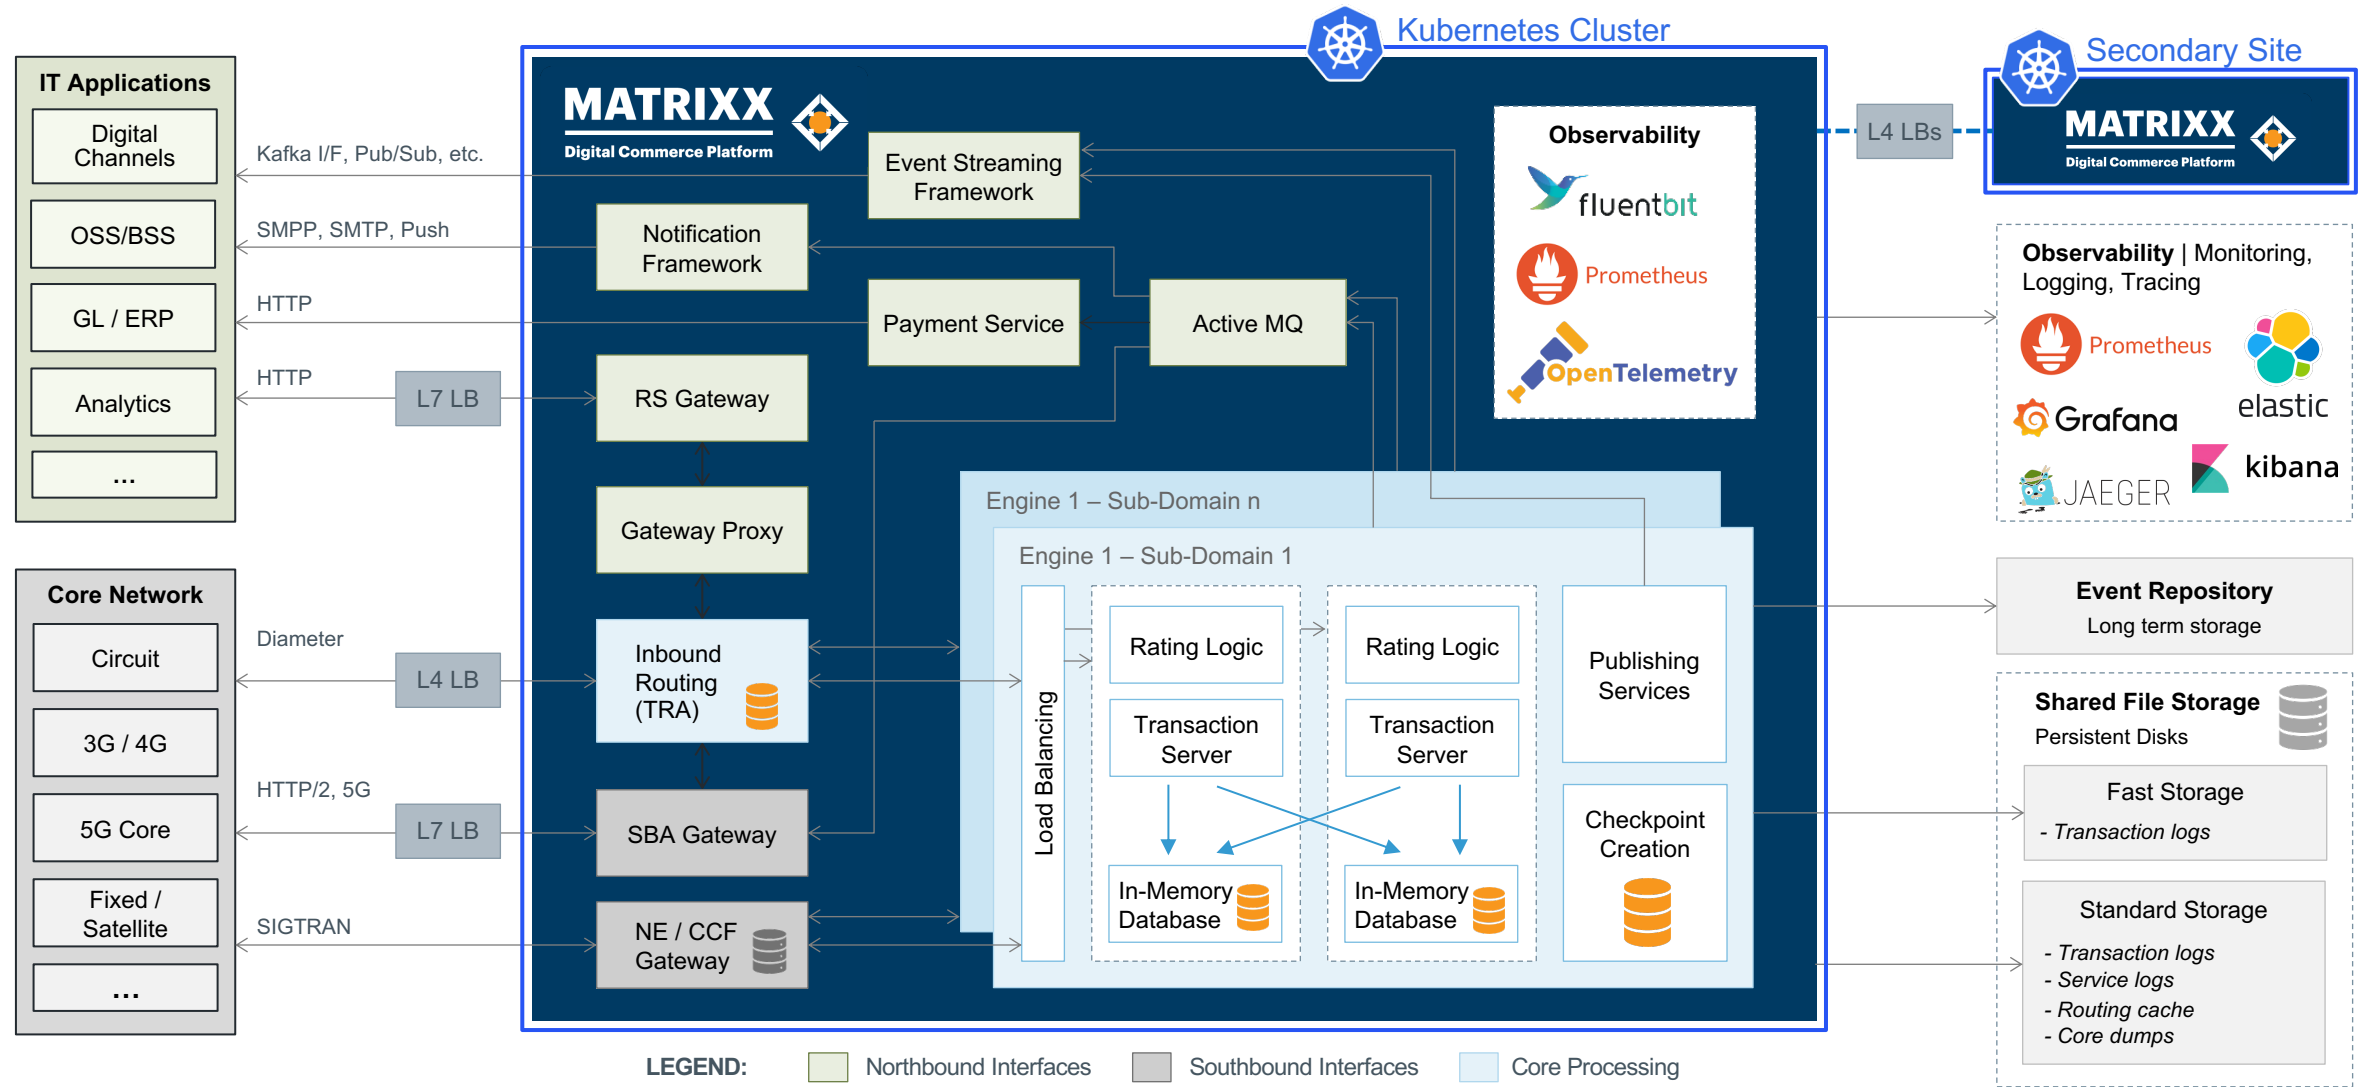 Kubernetes Cluster
Secondary Site
IT Applications
Digital
Channels
OSS/BSS
GL / ERP
Analytics
...
Kafka I/F, Pub/Sub, etc.
SMPP, SMTP, Push
HTTP
HTTP
L7 LB
MATRIXX
Digital Commerce Platform
Event Streaming
Framework
Notification
Framework
Payment Service
Active MQ
RS Gateway
Gateway Proxy
Observability
fluentbit
Prometheus
OpenTelemetry
L4 LBs
MATRIXX
Digital Commerce Platform
Observability | Monitoring,
Logging, Tracing
Prometheus
elastic
Grafana
kibana
JAEGER
Core Network
Circuit
3G / 4G
5G Core
Fixed /
Satellite
...
Diameter
L4 LB
HTTP/2, 5G
L7 LB
SIGTRAN
Inbound
Routing
(TRA)
SBA Gateway
NE / CCF
Gateway
Engine 1 – Sub-Domain n
Engine 1 – Sub-Domain 1
Load Balancing
Rating Logic
Transaction
Server
In-Memory
Database
Rating Logic
Transaction
Server
In-Memory
Database
Publishing
Services
Checkpoint
Creation
Event Repository
Long term storage
Shared File Storage
Persistent Disks
Fast Storage
- Transaction logs
Standard Storage
- Transaction logs
- Service logs
- Routing cache
- Core dumps
LEGEND:
Northbound Interfaces
Southbound Interfaces
Core Processing